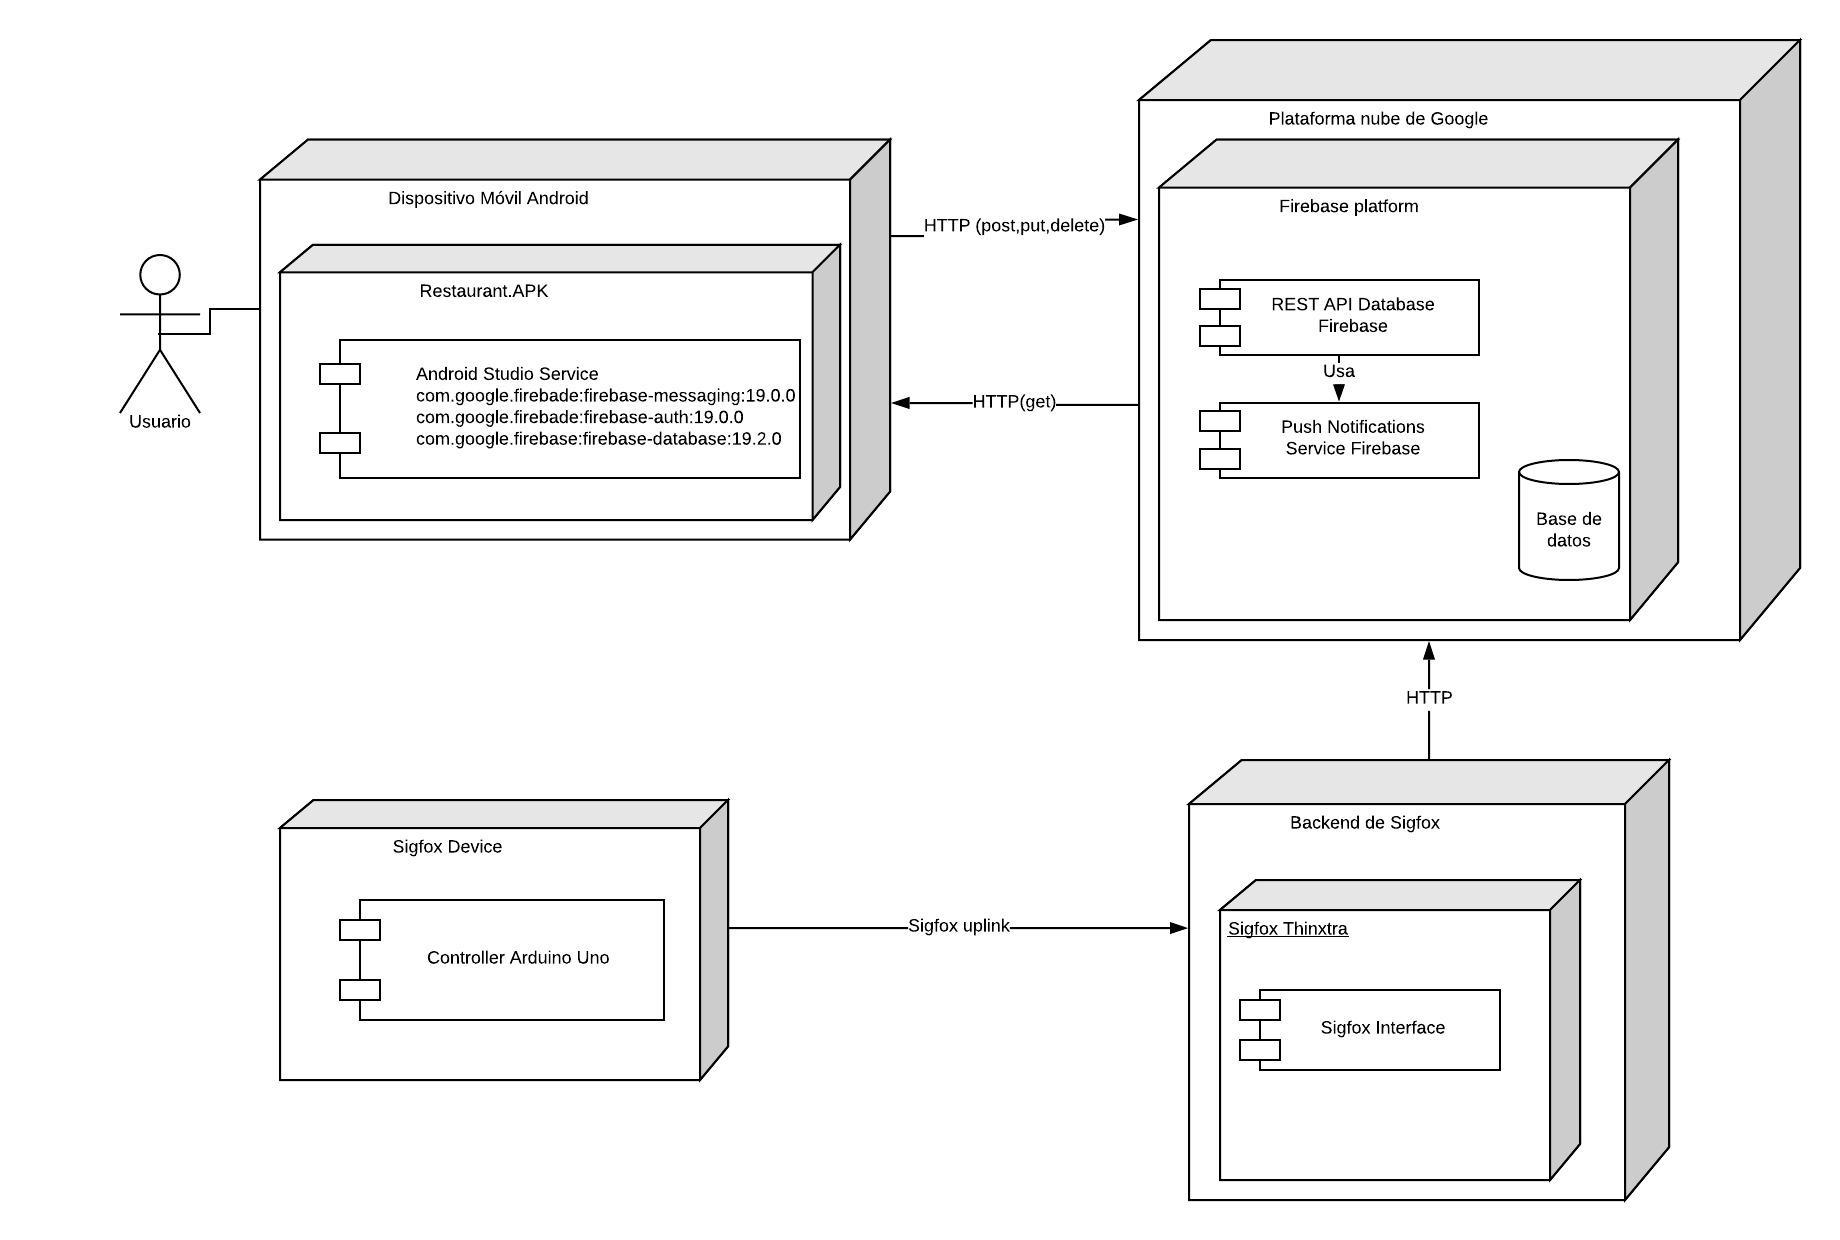 Plataforma nube de Google
Dispositivo Móvil Android
Firebase platform
HTTP (post,put,delete)
Restaurant.APK
REST API Database
Firebase
Usa
Android Studio Service
com.google.firebade:firebase-messaging:19.0.0
com.google.firebade:firebase-auth:19.0.0
com.google.firebase:firebase-database:19.2.0
HTTP(get)
Usuario
Push Notifications
Service Firebase
Base de
datos
HTTP
Backend de Sigfox
Sigfox Device
Sigfox uplink
Sigfox Thinxtra
Controller Arduino Uno
Sigfox Interface